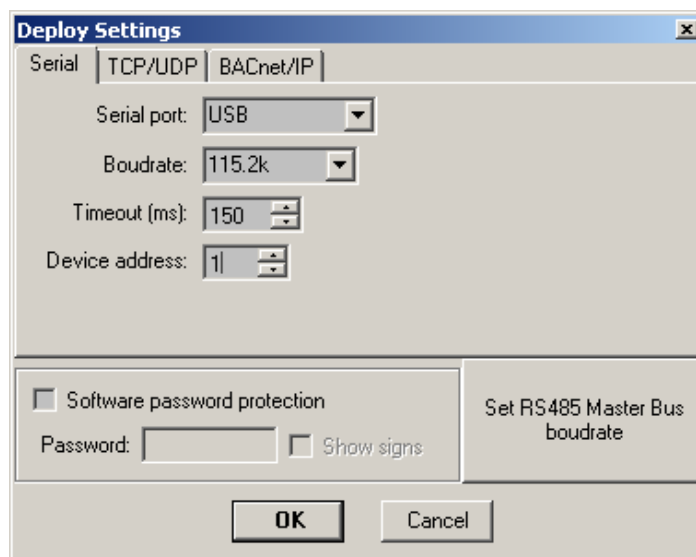 Deploy Settings
Serial TCP/UDP BACnet/IP
Serial port: USB
Boudrate: 115.2k
Timeout (ms): 150
Device address: 1
Software password protection
Password: Show signs
Set RS485 Master Bus
boudrate
OK Cancel